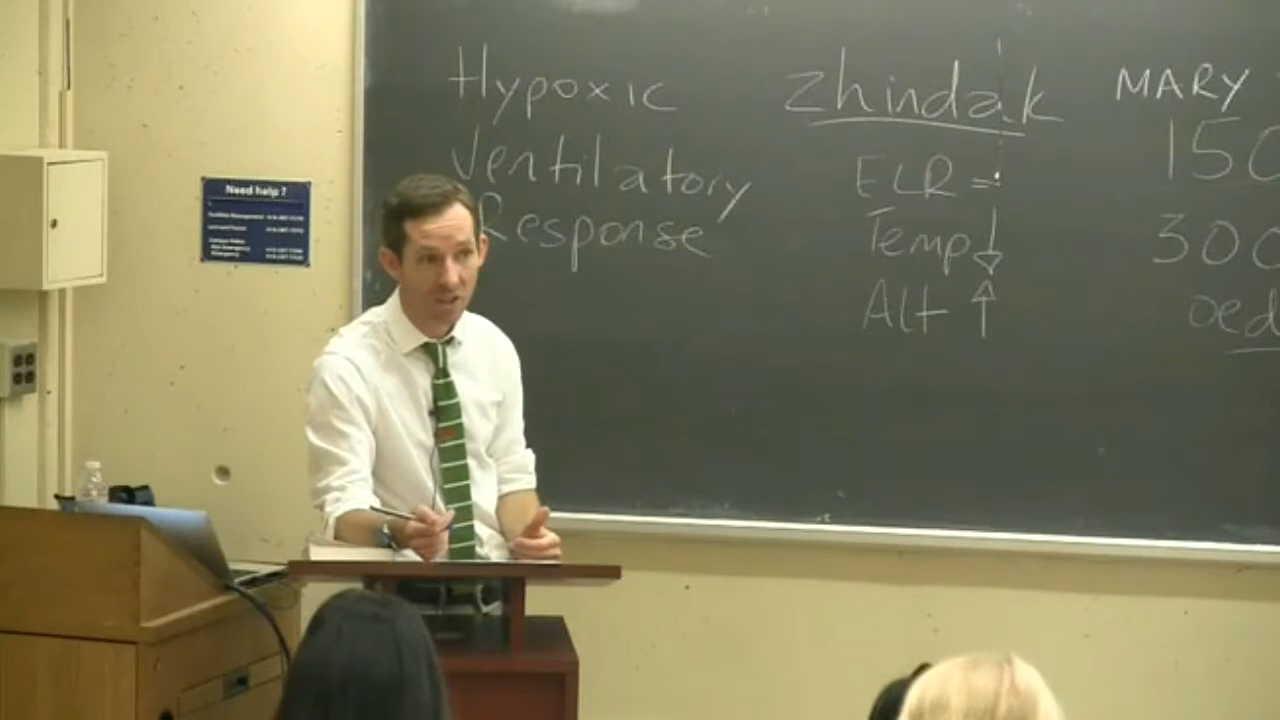 Hypoxic
Ventilatory
Response
Zhindak
ELR =
Temp ↓
Alt ↑
MARY
150
300
oed
Need help?